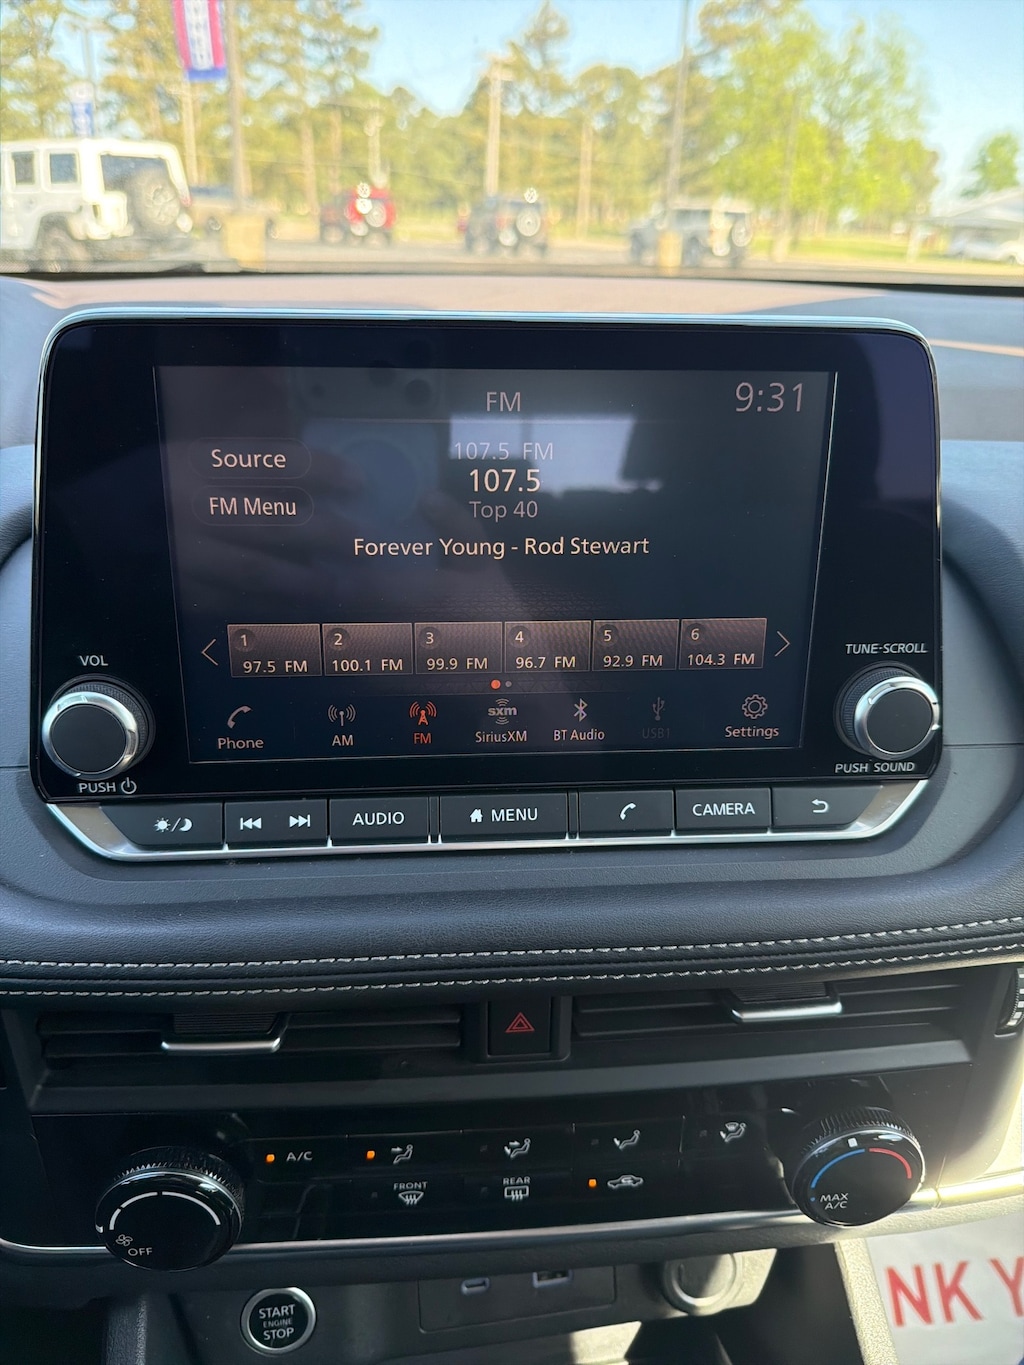 FM
9:31
Source
107.5 FM
107.5
FM Menu
Top 40
Forever Young - Rod Stewart
1
97.5 FM
2
100.1 FM
3
99.9 FM
4
96.7 FM
5
92.9 FM
6
104.3 FM
VOL
TUNE·SCROLL
Phone
AM
FM
sxm
SiriusXM
BT Audio
USB1
Settings
PUSH
PUSH SOUND
AUDIO
MENU
CAMERA
A/C
FRONT
REAR
OFF
MAX
A/C
START
ENGINE
STOP
NK Y